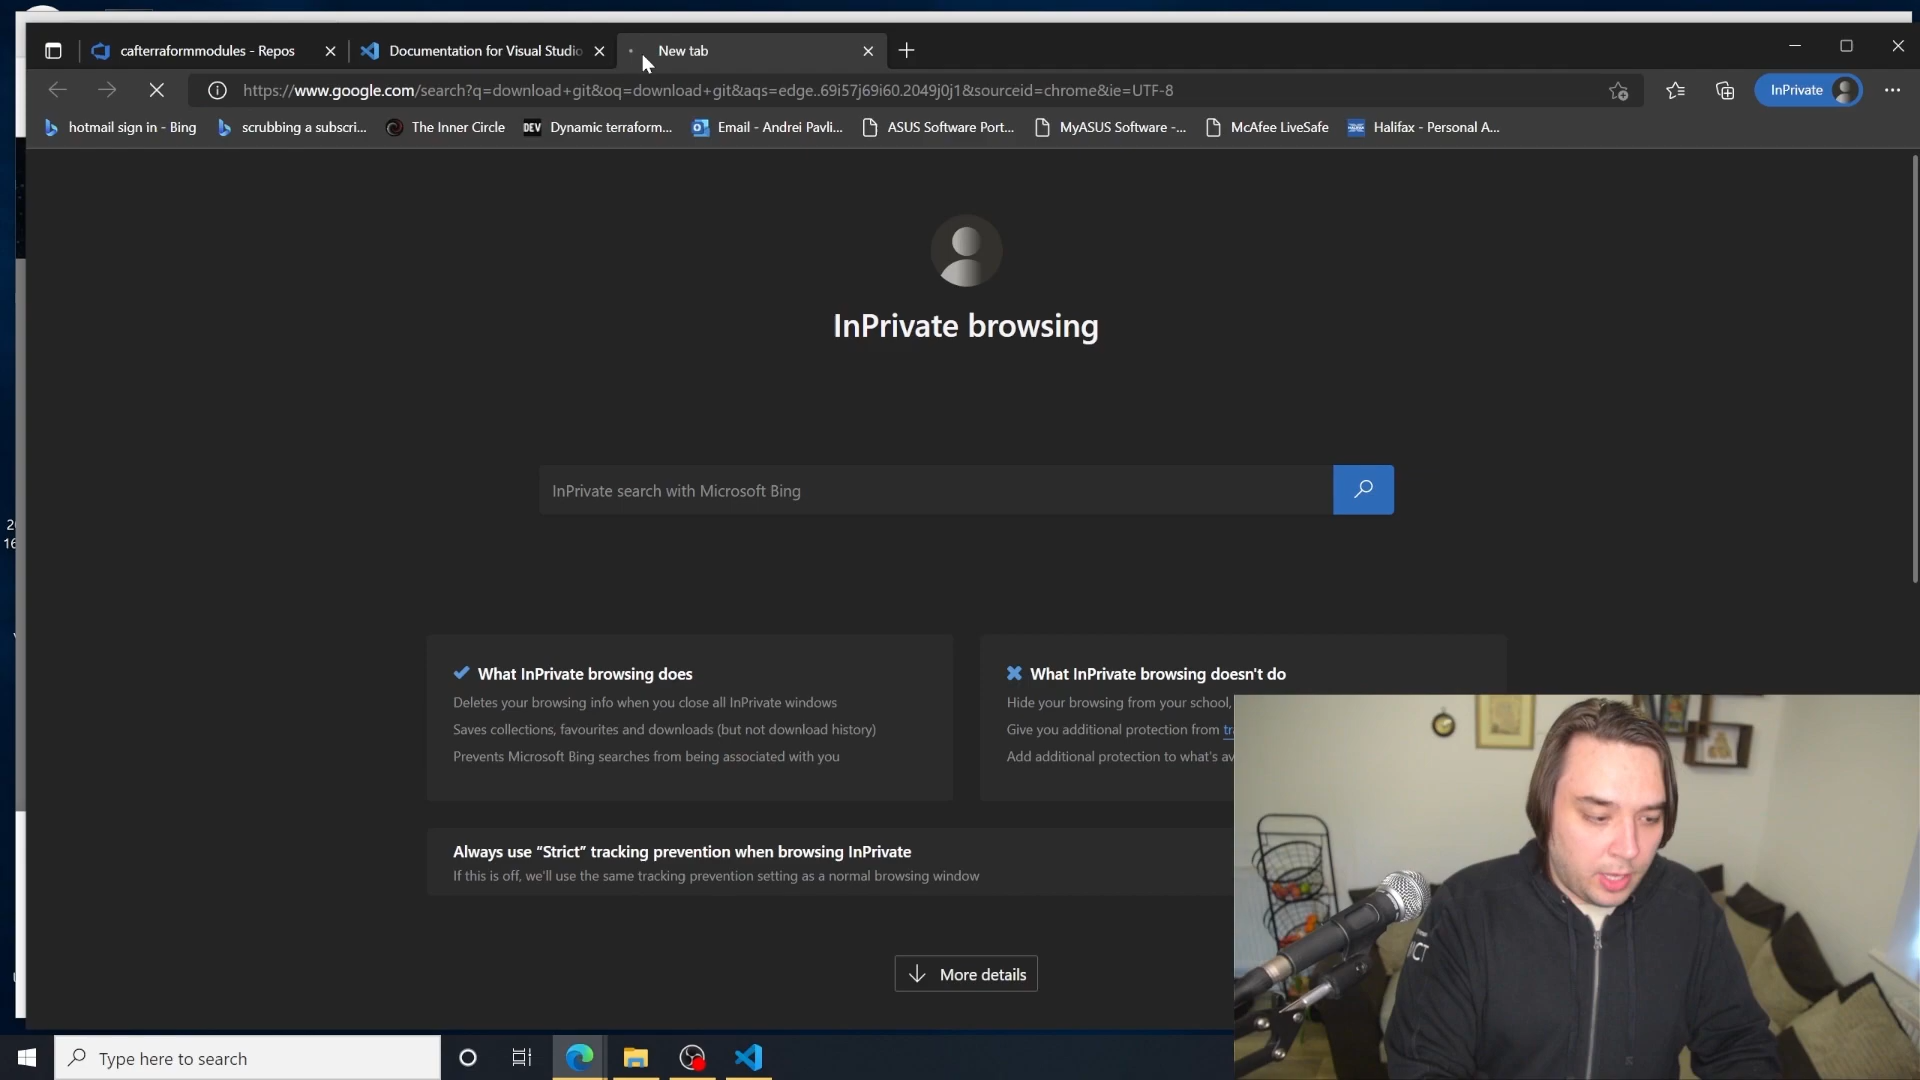 cafterraformmodules - Repos
Documentation for Visual Studio
New tab
https://www.google.com/search?q=download+git&oq=download+git&aqs=edge..69i57j69i60.2049j0j1&sourceid=chrome&ie=UTF-8
InPrivate
hotmail sign in - Bing
scrubbing a subscri...
The Inner Circle
DEV
Dynamic terraform...
Email - Andrei Pavli...
ASUS Software Port...
MyASUS Software -...
McAfee LiveSafe
Halifax - Personal A...
InPrivate browsing
InPrivate search with Microsoft Bing
What InPrivate browsing does
Deletes your browsing info when you close all InPrivate windows
Saves collections, favourites and downloads (but not download history)
Prevents Microsoft Bing searches from being associated with you
What InPrivate browsing doesn't do
Hide your browsing from your school,
Give you additional protection from
Add additional protection to what's
Always use “Strict” tracking prevention when browsing InPrivate
If this is off, we'll use the same tracking prevention setting as a normal browsing window
More details
Type here to search